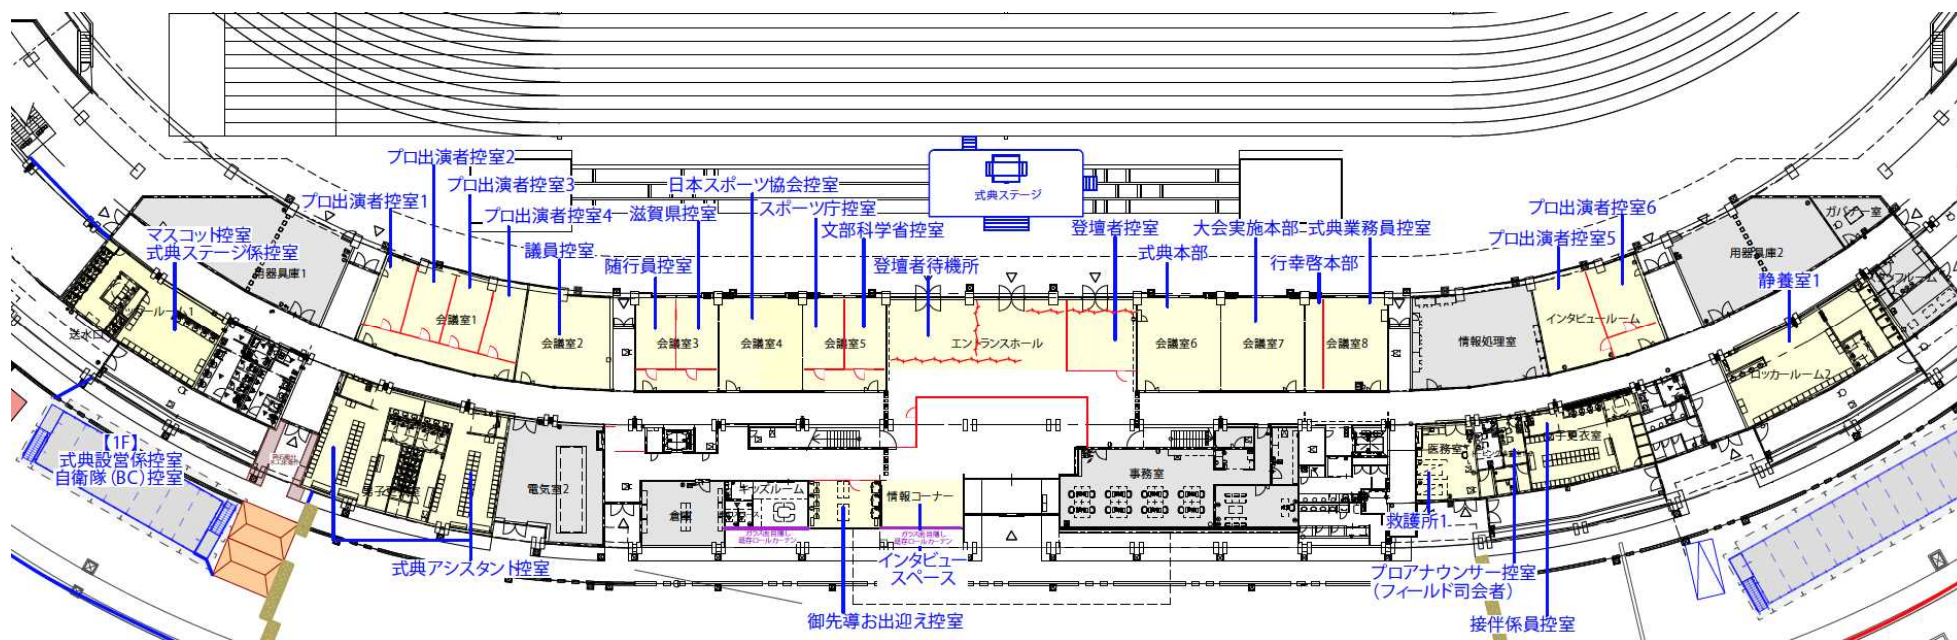 プロ出演者控室2
プロ出演者控室3
プロ出演者控室1
プロ出演者控室4
議員控室
日本スポーツ協会控室
スポーツ庁控室
滋賀県控室
文部科学省控室
随行員控室
登壇者待機所
式典ステージ
登壇者控室
式典本部
大会実施本部
式典業務員控室
行幸啓本部
プロ出演者控室6
プロ出演者控室5
静養室1
ガバナー室
マスコット控室
式典ステージ係控室
用器具庫1
用器具庫2
送水口
会議室1
会議室2
会議室3
会議室4
会議室5
エントランスホール
会議室6
会議室7
会議室8
情報処理室
インタビュールーム
ロッカールーム2
【1F】
式典設営係控室
自衛隊(BC)控室
電気室2
倉庫
キッズルーム
情報コーナー
事務室
医務室
救護所1
式典アシスタント控室
インタビュー
スペース
御先導お出迎え控室
プロアナウンサー控室
(フィールド司会者)
接伴係員控室